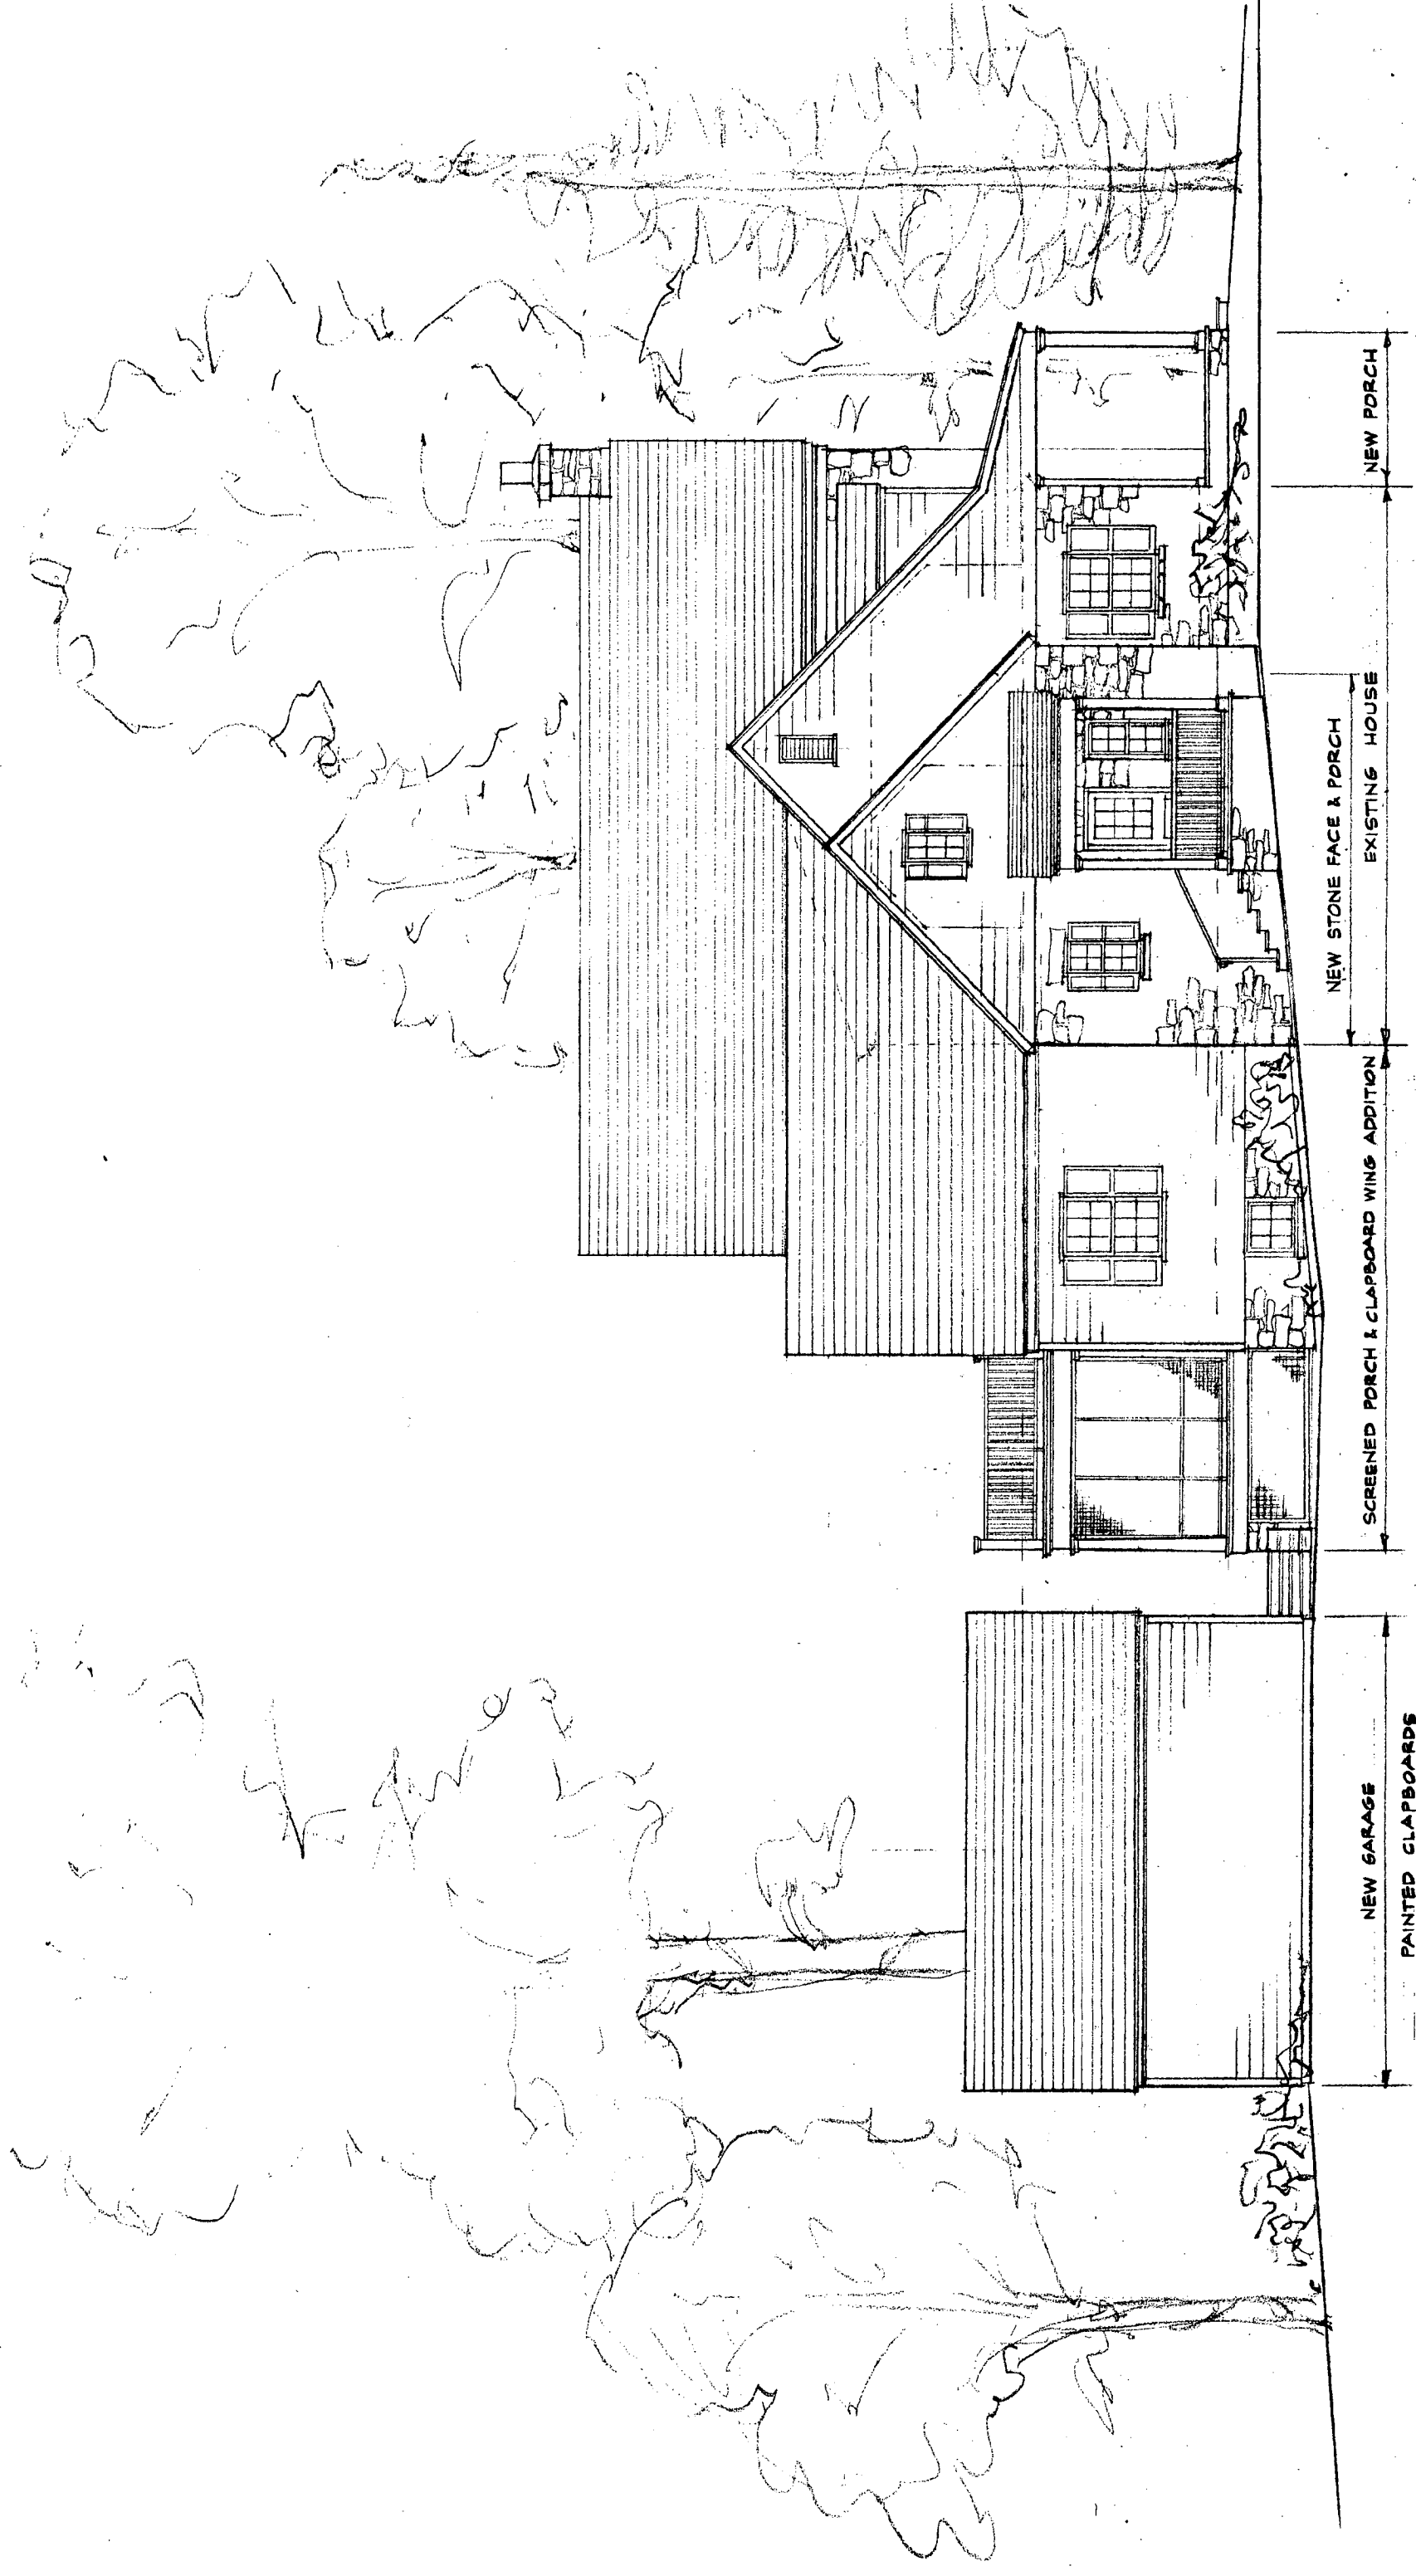 NEW GARAGE
PAINTED CLAPBOARDS
SCREENED PORCH & CLAPBOARD WING ADDITION
NEW STONE FACE & PORCH
EXISTING HOUSE
NEW PORCH